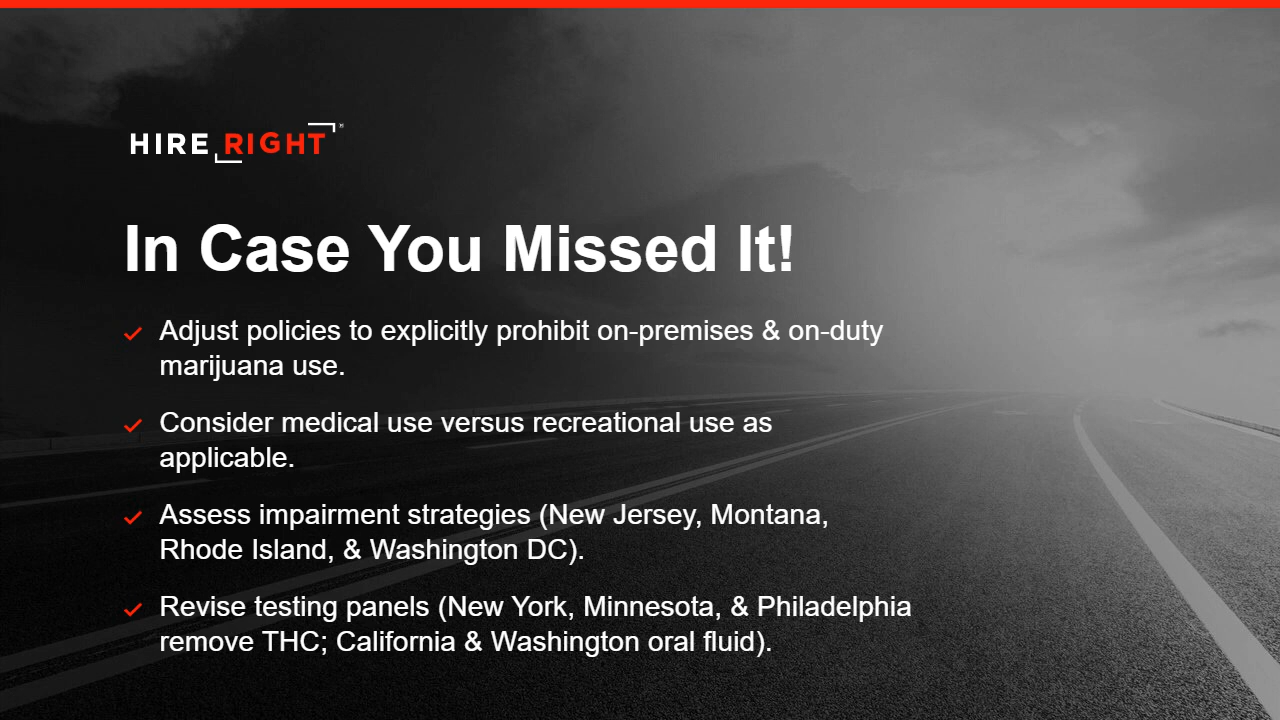 HIRE RIGHT
In Case You Missed It!
Adjust policies to explicitly prohibit on-premises & on-duty
marijuana use.
Consider medical use versus recreational use as
applicable.
Assess impairment strategies (New Jersey, Montana,
Rhode Island, & Washington DC).
Revise testing panels (New York, Minnesota, & Philadelphia
remove THC; California & Washington oral fluid).